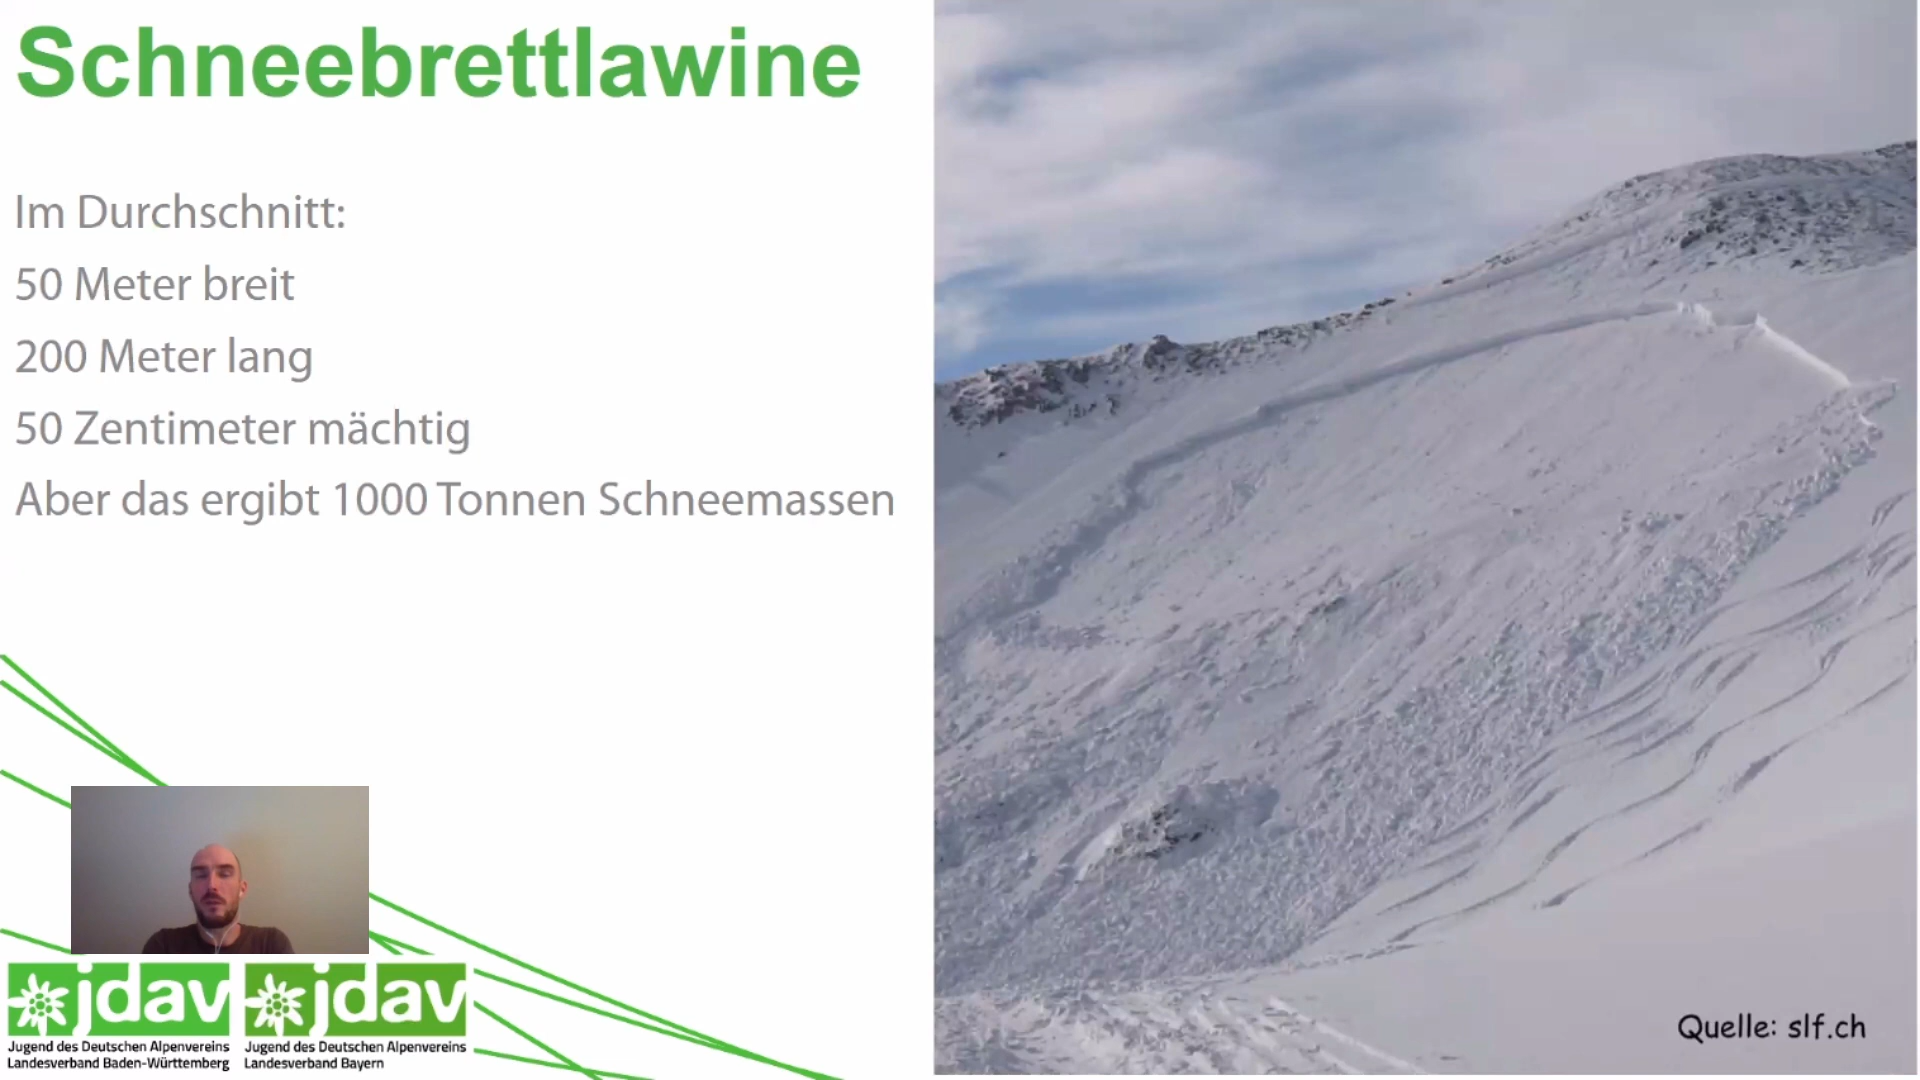 Schneebrettlawine
Im Durchschnitt:
50 Meter breit
200 Meter lang
50 Zentimeter mächtig
Aber das ergibt 1000 Tonnen Schneemassen
jdav
Jugend des Deutschen Alpenvereins
Landesverband Baden-Württemberg
jdav
Jugend des Deutschen Alpenvereins
Landesverband Bayern
Quelle: slf.ch